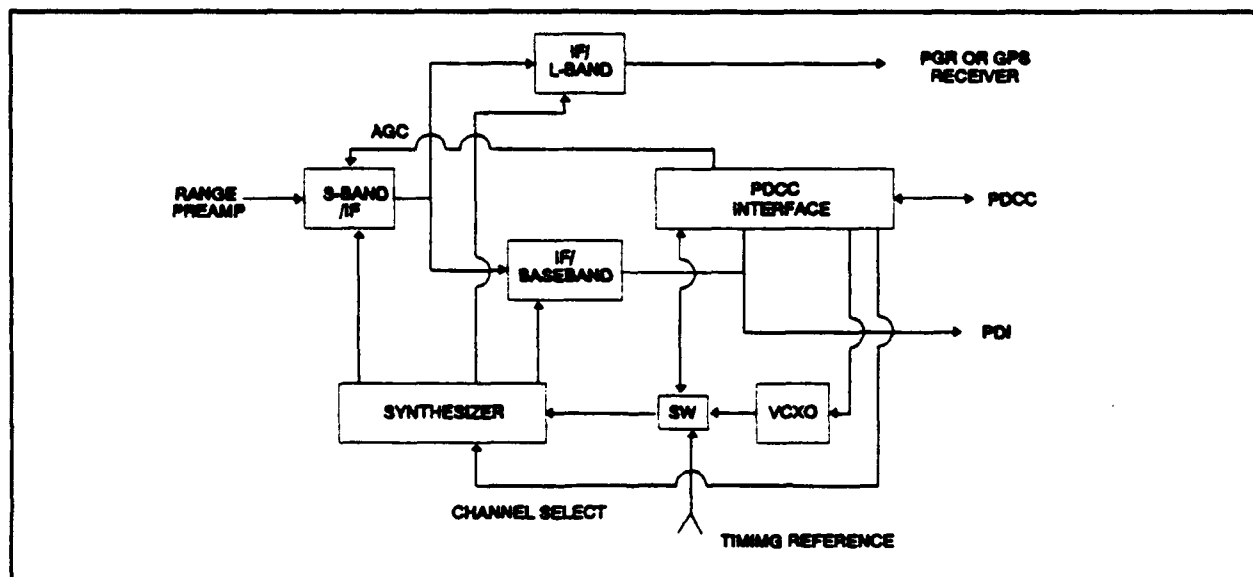 IF/
L-BAND
PGR OR GPS
RECEIVER
AGC
RANGE
PREAMP
S-BAND
/IF
PDCC
INTERFACE
PDCC
IF/
BASEBAND
PDI
SYNTHESIZER
SW
VCXO
CHANNEL SELECT
TIMIMG REFERENCE